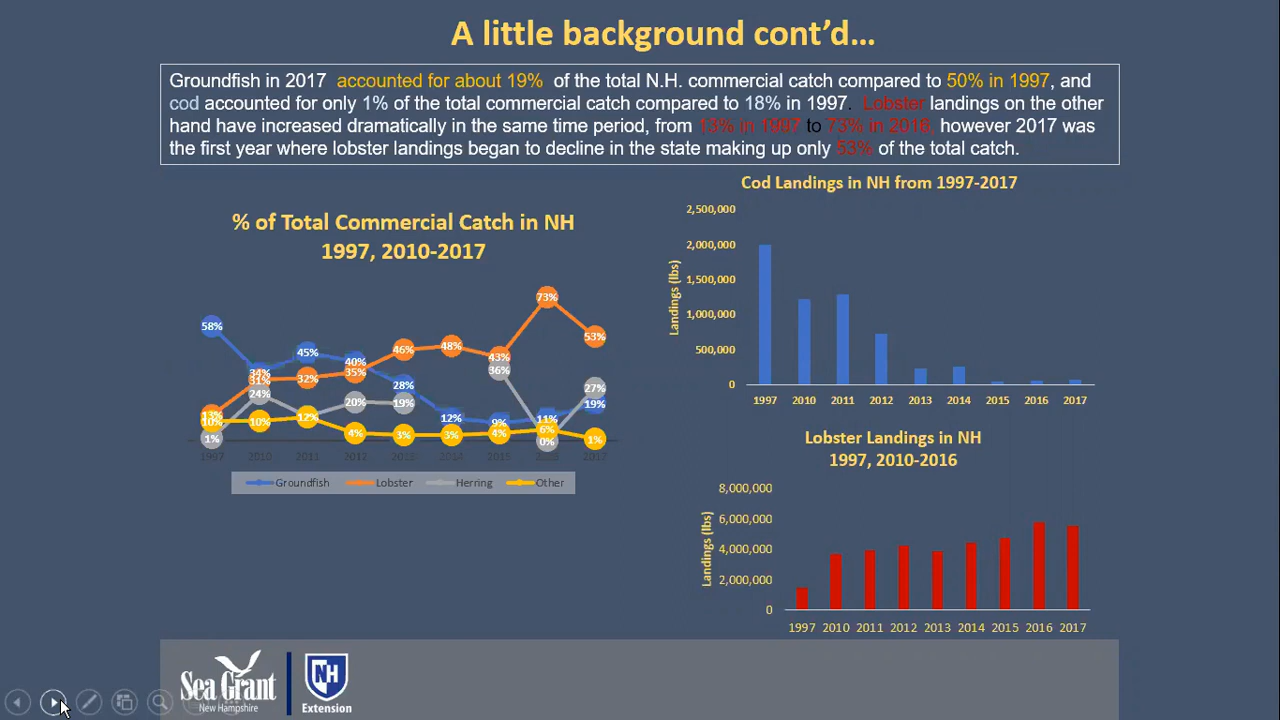 A little background cont'd…
Groundfish in 2017 accounted for about 19% of the total N.H. commercial catch compared to 50% in 1997, and
cod accounted for only 1% of the total commercial catch compared to 18% in 1997. Lobster landings on the other
hand have increased dramatically in the same time period, from 13% in 1997 to 73% in 2016, however 2017 was
the first year where lobster landings began to decline in the state making up only 53% of the total catch.
% of Total Commercial Catch in NH
1997, 2010-2017
58% 34% 45% 40% 28% 12% 9% 11% 19%
13% 31% 32% 35% 46% 48% 43% 73% 53%
1% 24% 20% 19% 36% 0% 27%
10% 10% 12% 4% 3% 3% 4% 6% 1%
1997 2010 2011 2012 2013 2014 2015 2016 2017
Groundfish Lobster Herring Other
Cod Landings in NH from 1997-2017
Landings (lbs)
2,500,000
2,000,000
1,500,000
1,000,000
500,000
0
1997 2010 2011 2012 2013 2014 2015 2016 2017
Lobster Landings in NH
1997, 2010-2016
Landings (lbs)
8,000,000
6,000,000
4,000,000
2,000,000
0
1997 2010 2011 2012 2013 2014 2015 2016 2017
Sea Grant
New Hampshire
NH
Extension